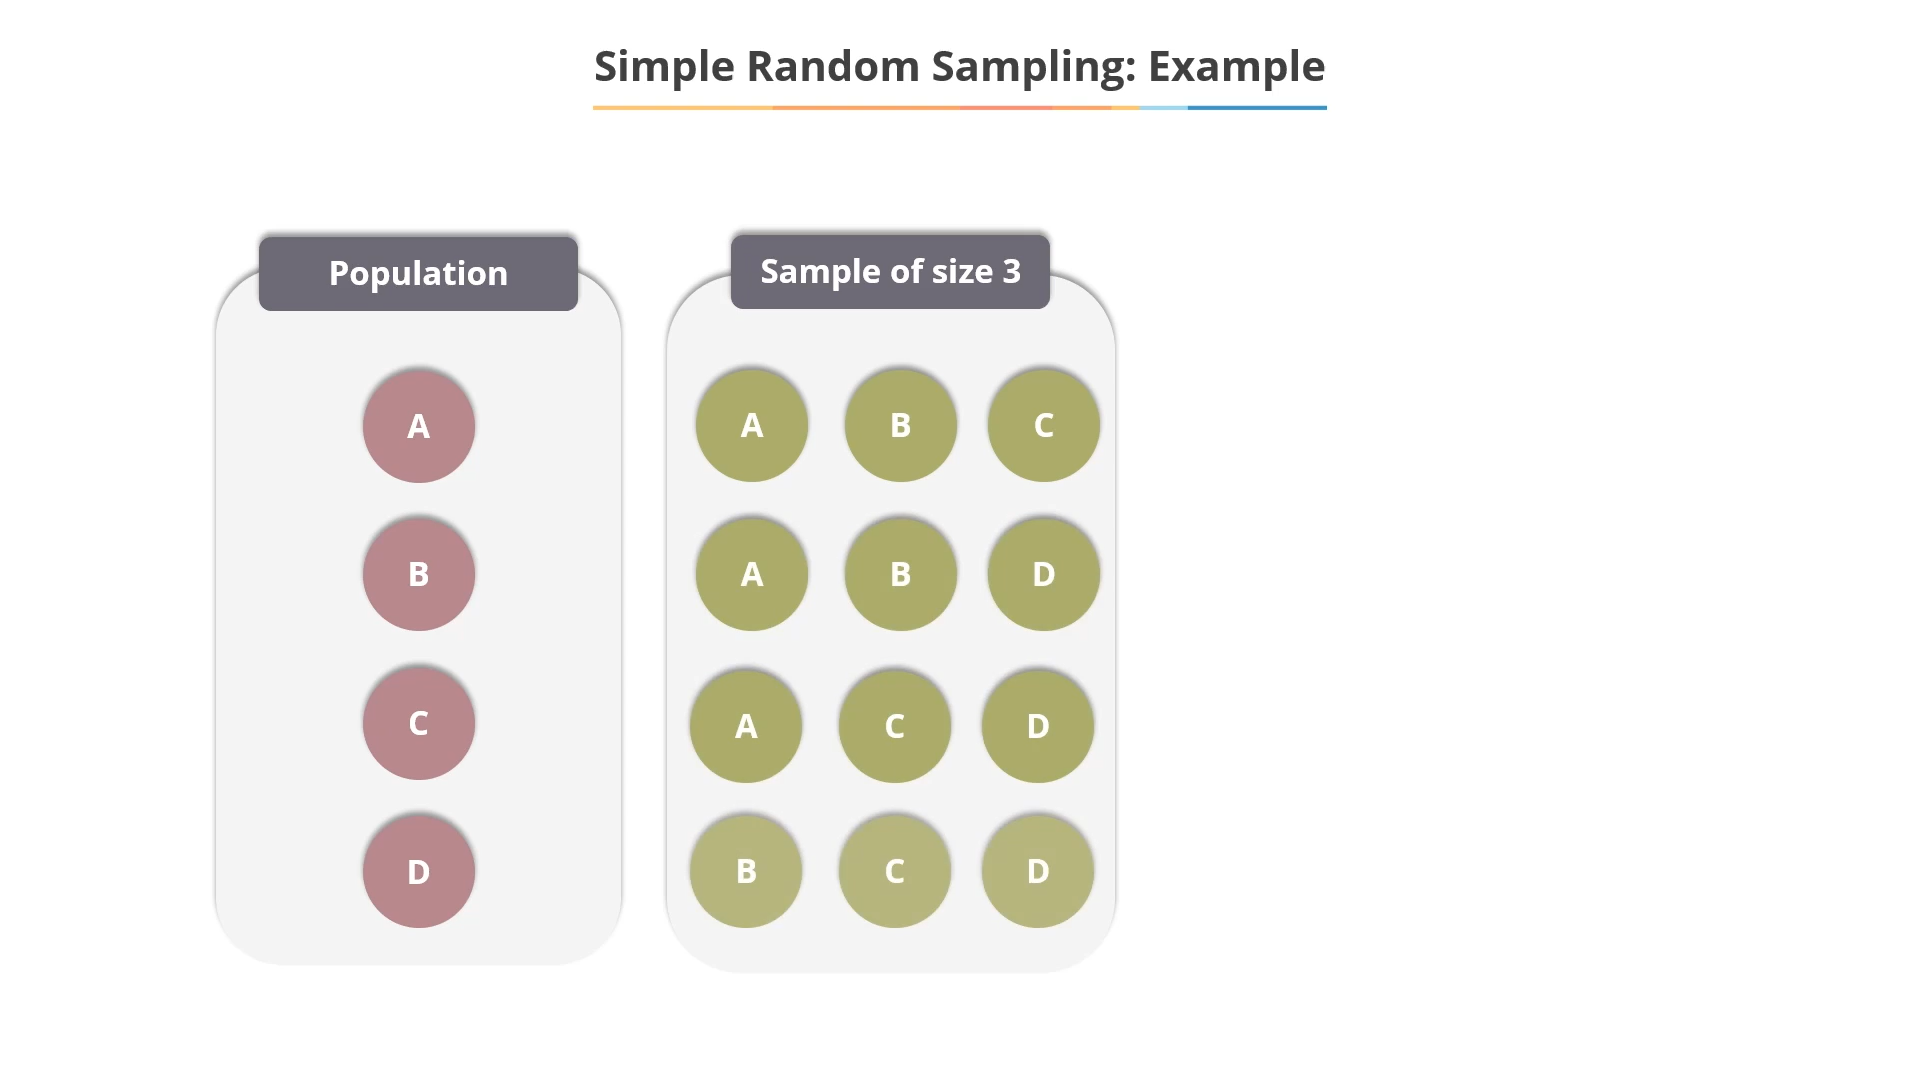 Simple Random Sampling: Example
Population
Sample of size 3
A
B
C
D
A B C
A B D
A C D
B C D